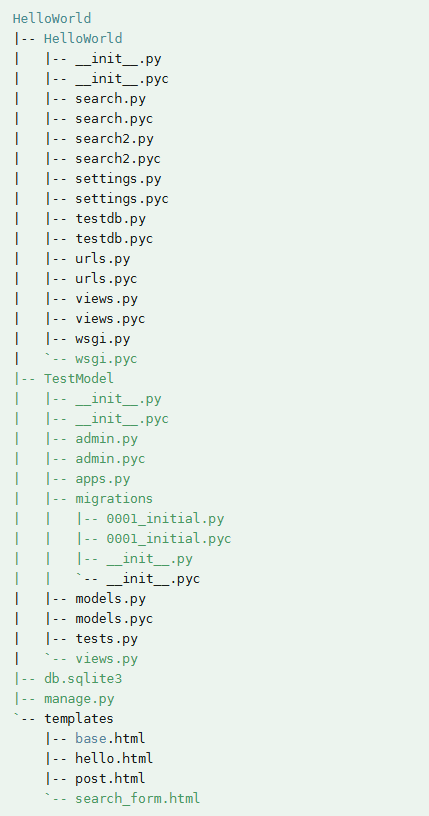 HelloWorld
|-- HelloWorld
|   |-- __init__.py
|   |-- __init__.pyc
|   |-- search.py
|   |-- search.pyc
|   |-- search2.py
|   |-- search2.pyc
|   |-- settings.py
|   |-- settings.pyc
|   |-- testdb.py
|   |-- testdb.pyc
|   |-- urls.py
|   |-- urls.pyc
|   |-- views.py
|   |-- views.pyc
|   |-- wsgi.py
|   `-- wsgi.pyc
|-- TestModel
|   |-- __init__.py
|   |-- __init__.pyc
|   |-- admin.py
|   |-- admin.pyc
|   |-- apps.py
|   |-- migrations
|   |   |-- 0001_initial.py
|   |   |-- 0001_initial.pyc
|   |   |-- __init__.py
|   |   `-- __init__.pyc
|   |-- models.py
|   |-- models.pyc
|   |-- tests.py
|   `-- views.py
|-- db.sqlite3
|-- manage.py
`-- templates
    |-- base.html
    |-- hello.html
    |-- post.html
    `-- search_form.html